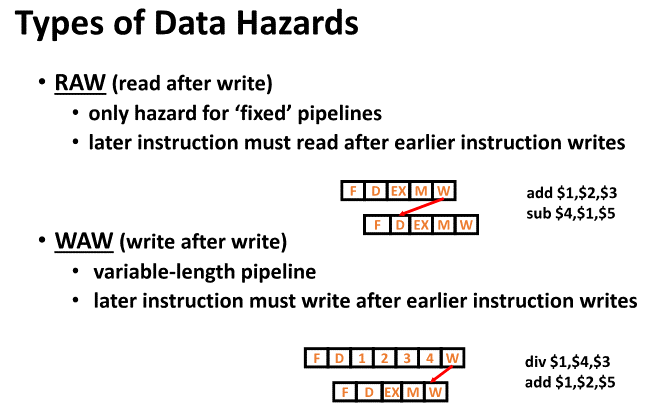 Types of Data Hazards
• RAW (read after write)
• only hazard for ‘fixed’ pipelines
• later instruction must read after earlier instruction writes
F D EX M W
add $1,$2,$3
F D EX M W
sub $4,$1,$5
• WAW (write after write)
• variable-length pipeline
• later instruction must write after earlier instruction writes
F D 1 2 3 4 W
div $1,$4,$3
F D EX M W
add $1,$2,$5